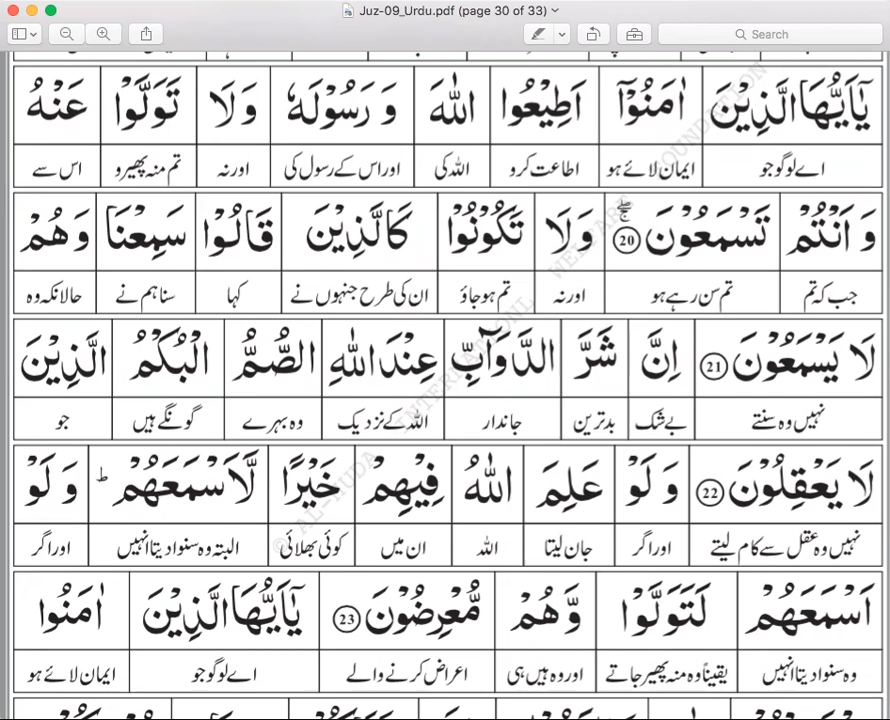 Juz-09_Urdu.pdf (page 30 of 33)
Search
يٰۤاَيُّهَا الَّذِيْنَ اٰمَنُوْۤا اَطِيْعُوا اللّٰهَ وَ رَسُوْلَهٗ وَ لَا تَوَلَّوْا عَنْهُ
اے لوگو جو ایمان لائے ہو اطاعت کرو اللہ کی اور اس کے رسول کی اور نہ تم منہ پھیرو اس سے
وَ اَنْتُمْ تَسْمَعُوْنَ 20 وَ لَا تَكُوْنُوْا كَالَّذِيْنَ قَالُوْا سَمِعْنَا وَ هُمْ
جب کہ تم تم سن رہے ہو اور نہ تم ہو جاؤ ان کی طرح جنہوں نے کہا سنا ہم نے حالانکہ وہ
لَا يَسْمَعُوْنَ 21 اِنَّ شَرَّ الدَّوَآبِّ عِنْدَ اللّٰهِ الصُّمُّ الْبُكْمُ الَّذِيْنَ
نہیں وہ سنتے بے شک بدترین جاندار اللہ کے نزدیک وہ بہرے گونگے ہیں جو
لَا يَعْقِلُوْنَ 22 وَ لَوْ عَلِمَ اللّٰهُ فِيْهِمْ خَيْرًا لَّاَسْمَعَهُمْ ؕ وَ لَوْ
نہیں وہ عقل سے کام لیتے اور اگر جان لیتا اللہ ان میں کوئی بھلائی البتہ وہ سنوا دیتا انہیں اور اگر
اَسْمَعَهُمْ لَتَوَلَّوْا وَّ هُمْ مُّعْرِضُوْنَ 23 يٰۤاَيُّهَا الَّذِيْنَ اٰمَنُوا
وہ سنوا دیتا انہیں یقیناً وہ منہ پھیر جاتے اور وہ ہیں ہی اعراض کرنے والے اے لوگو جو ایمان لائے ہو
© AL-HUDA INTERNATIONAL WELFARE FOUNDATION